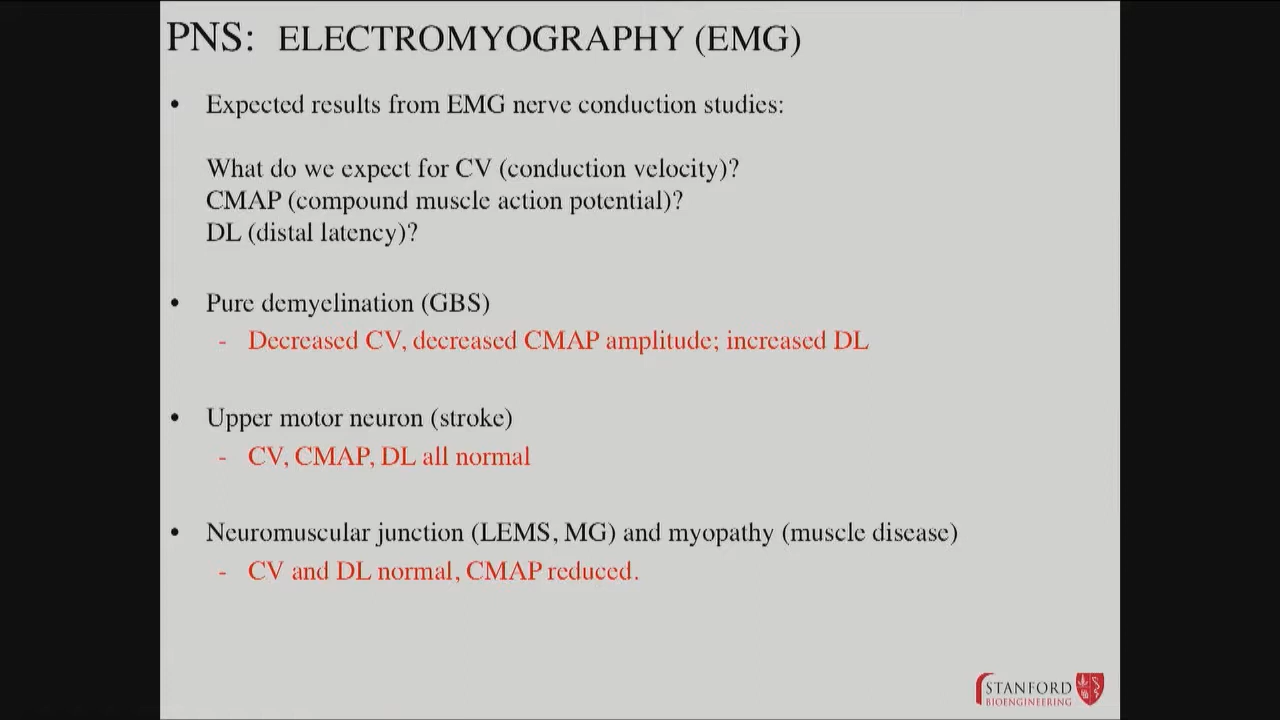 PNS: ELECTROMYOGRAPHY (EMG)
• Expected results from EMG nerve conduction studies:
What do we expect for CV (conduction velocity)?
CMAP (compound muscle action potential)?
DL (distal latency)?
• Pure demyelination (GBS)
- Decreased CV, decreased CMAP amplitude; increased DL
• Upper motor neuron (stroke)
- CV, CMAP, DL all normal
• Neuromuscular junction (LEMS, MG) and myopathy (muscle disease)
- CV and DL normal, CMAP reduced.
STANFORD
BIOENGINEERING